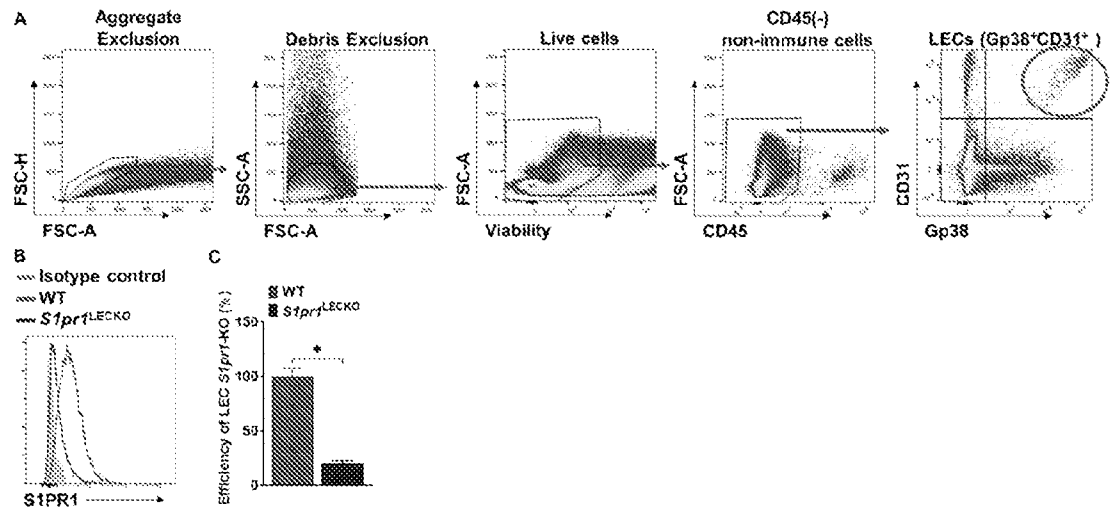 A
Aggregate
Exclusion
Debris Exclusion
Live cells
CD45(-)
non-immune cells
LECs (Gp38⁺CD31⁺ )
FSC-H
FSC-A
SSC-A
FSC-A
FSC-A
Viability
FSC-A
CD45
CD31
Gp38
B
Isotype control
WT
S1pr1LECKO
S1PR1
C
WT
S1pr1LECKO
Efficiency of LEC S1pr1-KO (%)
150
100
50
0
*